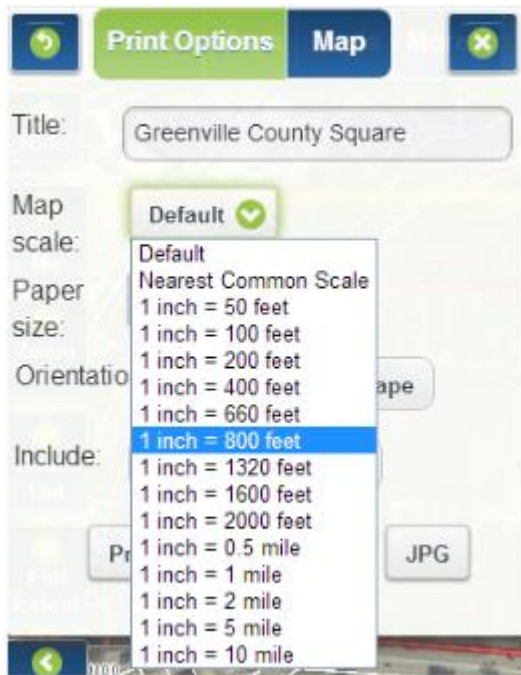 Print Options Map
Title: Greenville County Square
Map
scale:
Default
Default
Nearest Common Scale
Paper
size:
1 inch = 50 feet
1 inch = 100 feet
1 inch = 200 feet
Orientatio
1 inch = 400 feet
ape
1 inch = 660 feet
1 inch = 800 feet
Include:
1 inch = 1320 feet
1 inch = 1600 feet
1 inch = 2000 feet
1 inch = 0.5 mile
Pr
JPG
1 inch = 1 mile
1 inch = 2 mile
1 inch = 5 mile
1 inch = 10 mile